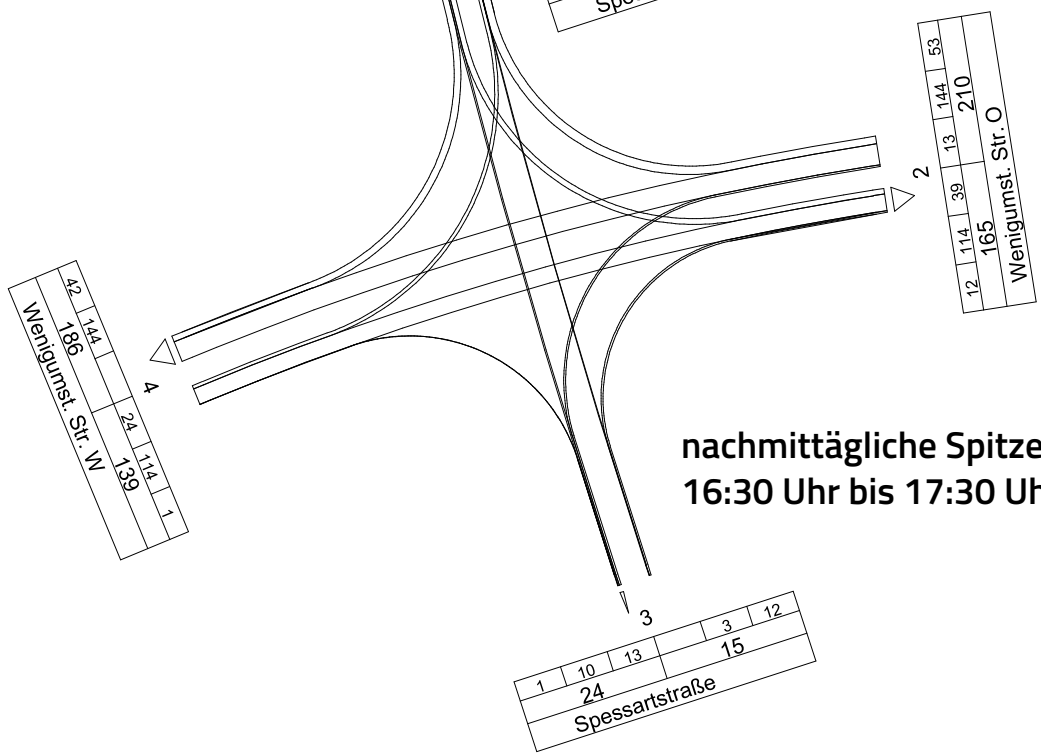 Spe
53
144
13
39
114
12
210
165
Wenigumst. Str. O
2
42
144
24
114
1
186
139
Wenigumst. Str. W
4
nachmittägliche Spitze
16:30 Uhr bis 17:30 Uh
3
1 10 13 3 12
24 15
Spessartstraße